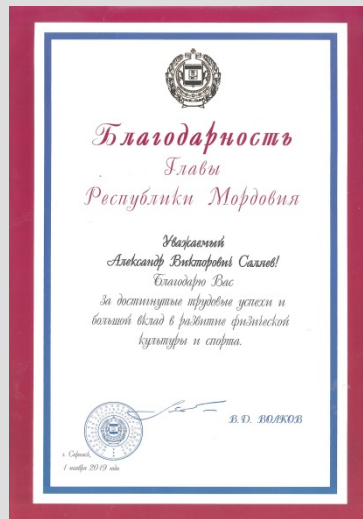 Благодарность
Главы
Республики Мордовия
Уважаемый
Александр Викторович Саляев!
Благодарю Вас
за достигнутые трудовые успехи и
большой вклад в развитие физической
культуры и спорта.
В. Д. ВОЛКОВ
г. Саранск,
1 ноября 2019 года